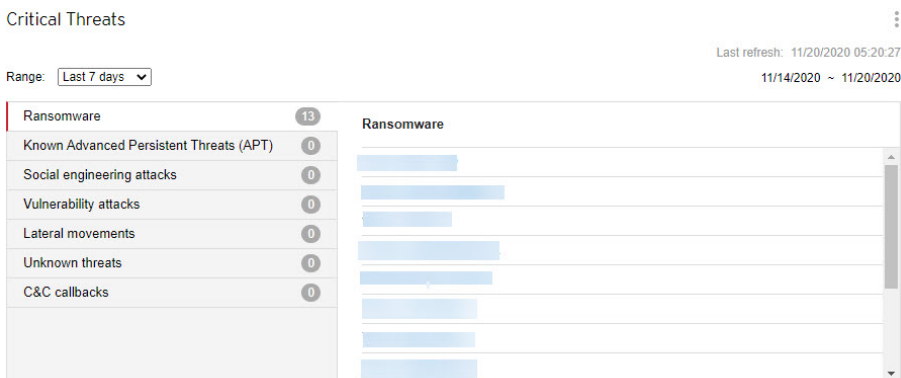 Critical Threats
Last refresh: 11/20/2020 05:20:27
Range: Last 7 days
11/14/2020 ~ 11/20/2020
Ransomware 13
Known Advanced Persistent Threats (APT) 0
Social engineering attacks 0
Vulnerability attacks 0
Lateral movements 0
Unknown threats 0
C&C callbacks 0
Ransomware